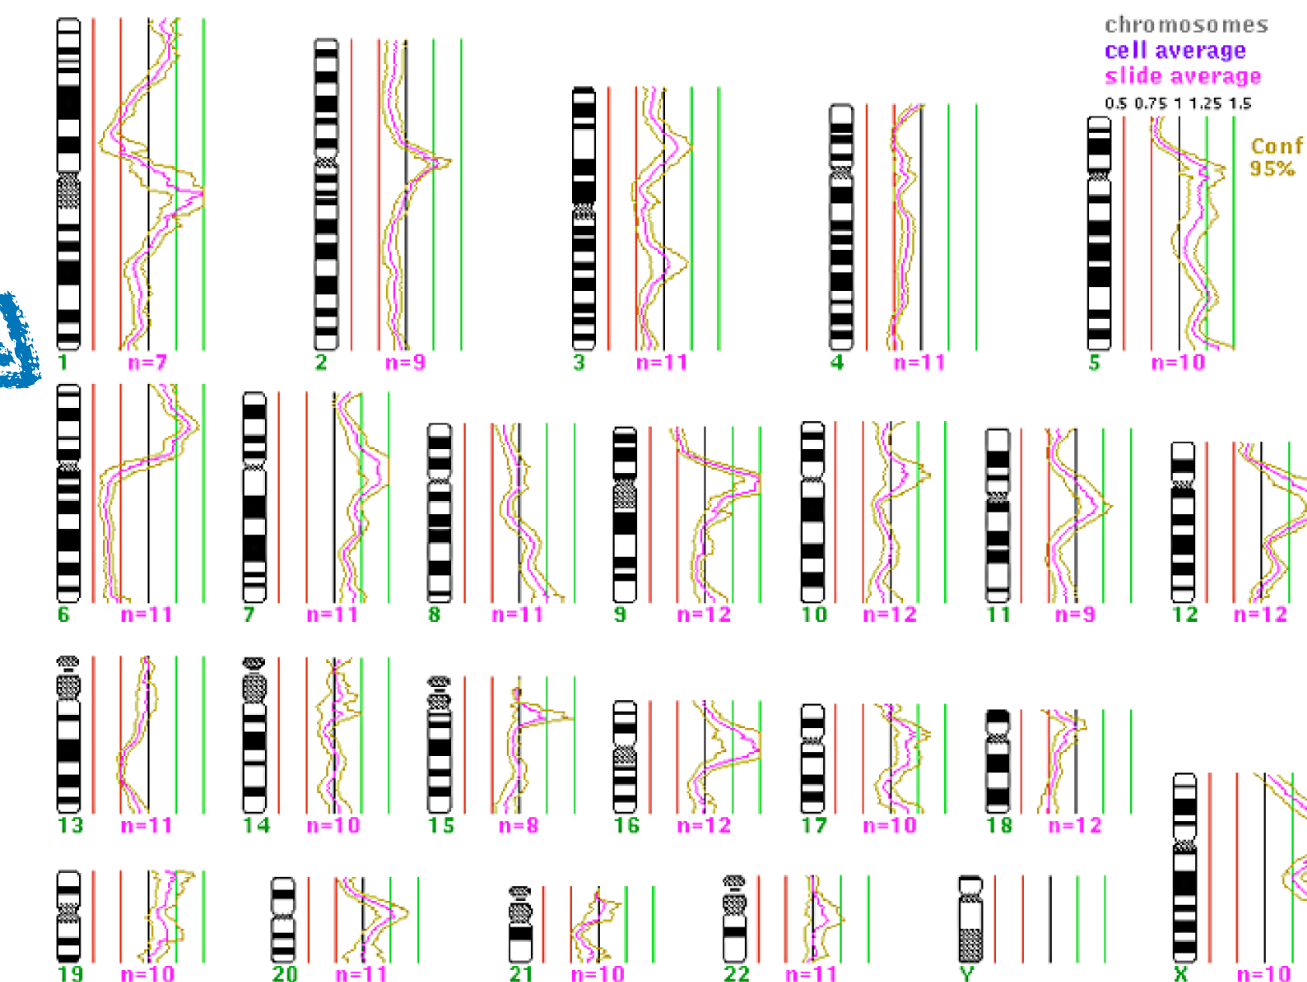 chromosomes
cell average
slide average
0.5 0.75 1 1.25 1.5
Conf
95%
1 n=7
2 n=9
3 n=11
4 n=11
5 n=10
6 n=11
7 n=11
8 n=11
9 n=12
10 n=12
11 n=9
12 n=12
13 n=11
14 n=10
15 n=8
16 n=12
17 n=10
18 n=12
19 n=10
20 n=11
21 n=10
22 n=11
Y
X n=10